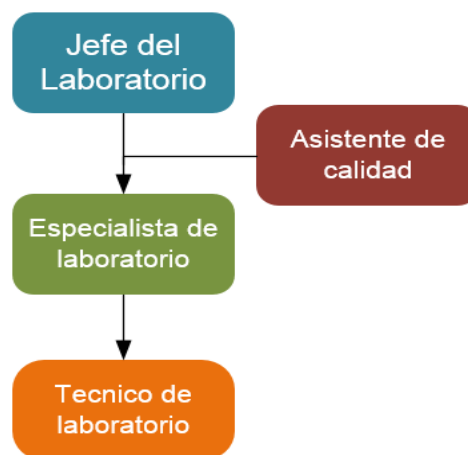 Jefe del
Laboratorio
Asistente de
calidad
Especialista de
laboratorio
Tecnico de
laboratorio